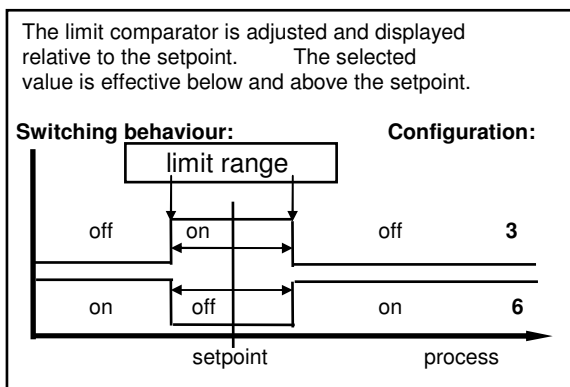 The limit comparator is adjusted and displayed
relative to the setpoint. The selected
value is effective below and above the setpoint.
Switching behaviour: Configuration:
limit range
off on off 3
on off on 6
setpoint process